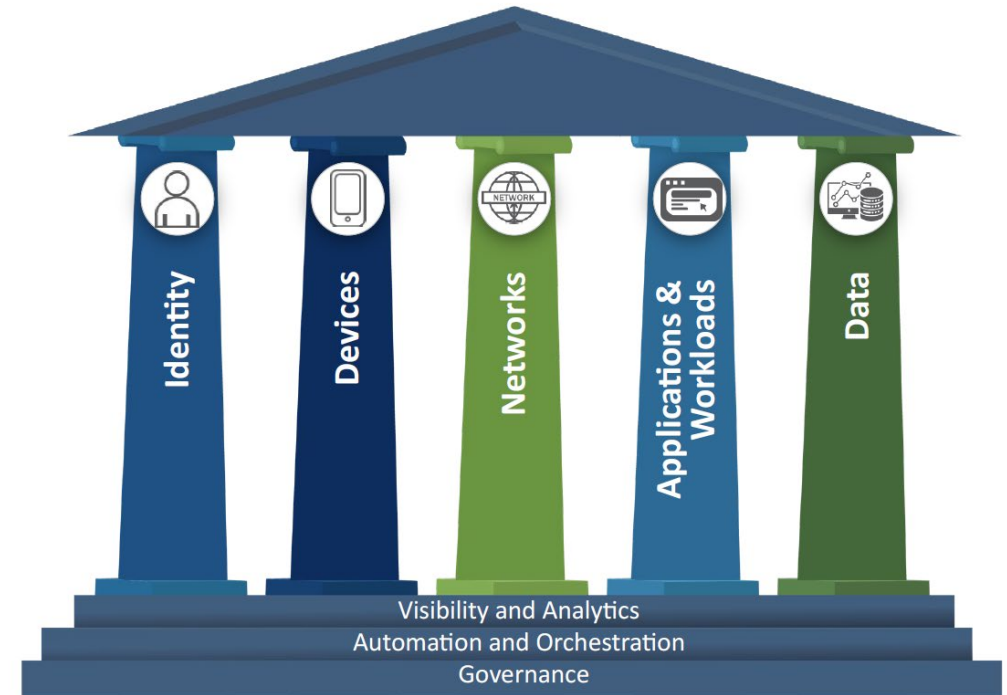 NETWORK
Identity
Devices
Networks
Applications &
Workloads
Data
Visibility and Analytics
Automation and Orchestration
Governance